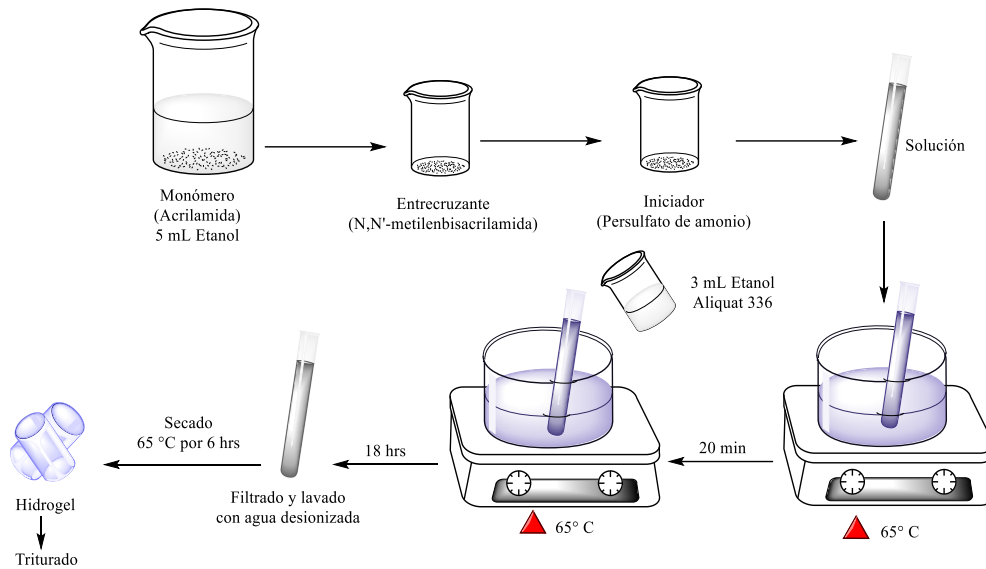 Monómero
(Acrilamida)
5 mL Etanol
Entrecruzante
(N,N'-metilenbisacrilamida)
Iniciador
(Persulfato de amonio)
Solución
3 mL Etanol
Aliquat 336
20 min
65° C
65° C
18 hrs
Filtrado y lavado
con agua desionizada
Secado
65 °C por 6 hrs
Hidrogel
Triturado